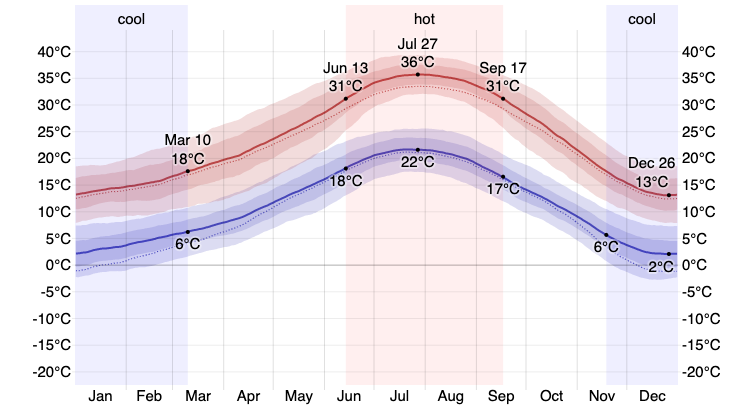 cool
hot
cool
40°C
40°C
35°C
35°C
30°C
30°C
25°C
25°C
20°C
20°C
15°C
15°C
10°C
10°C
5°C
5°C
0°C
0°C
-5°C
-5°C
-10°C
-10°C
-15°C
-15°C
-20°C
-20°C
Mar 10
18°C
Jun 13
31°C
Jul 27
36°C
Sep 17
31°C
Dec 26
13°C
6°C
18°C
22°C
17°C
6°C
2°C
Jan Feb Mar Apr May Jun Jul Aug Sep Oct Nov Dec